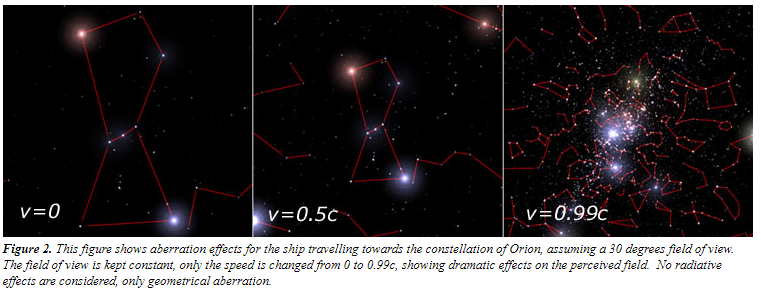 v=0
v=0.5c
v=0.99c
Figure 2. This figure shows aberration effects for the ship travelling towards the constellation of Orion, assuming a 30 degrees field of view.
The field of view is kept constant, only the speed is changed from 0 to 0.99c, showing dramatic effects on the perceived field. No radiative
effects are considered, only geometrical aberration.